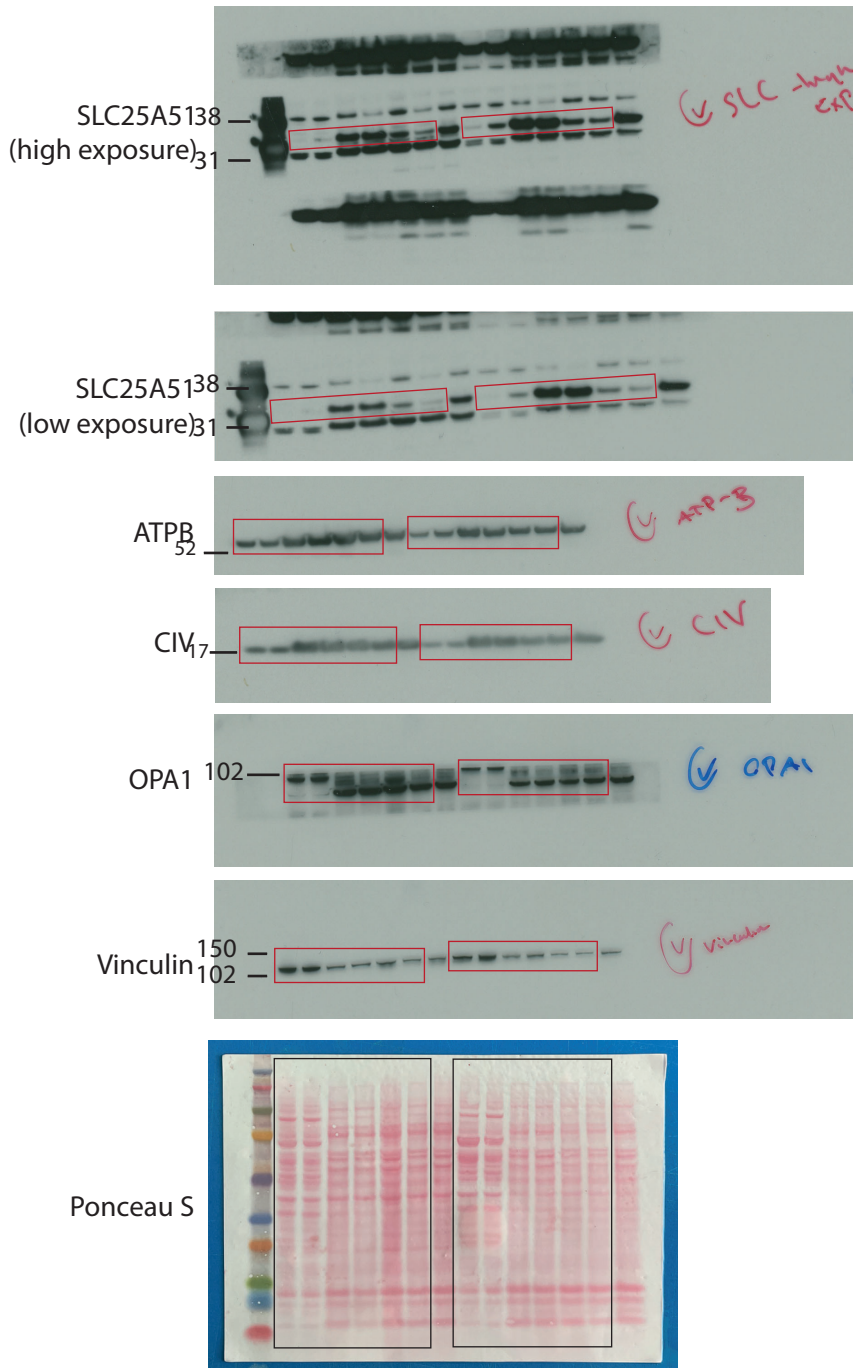 SLC25A51
(high exposure)
38
31
SLC -high
exp
SLC25A51
(low exposure)
38
31
ATPB
52
ATP-B
CIV
17
CIV
OPA1
102
OPA1
Vinculin
150
102
Vinculin
Ponceau S